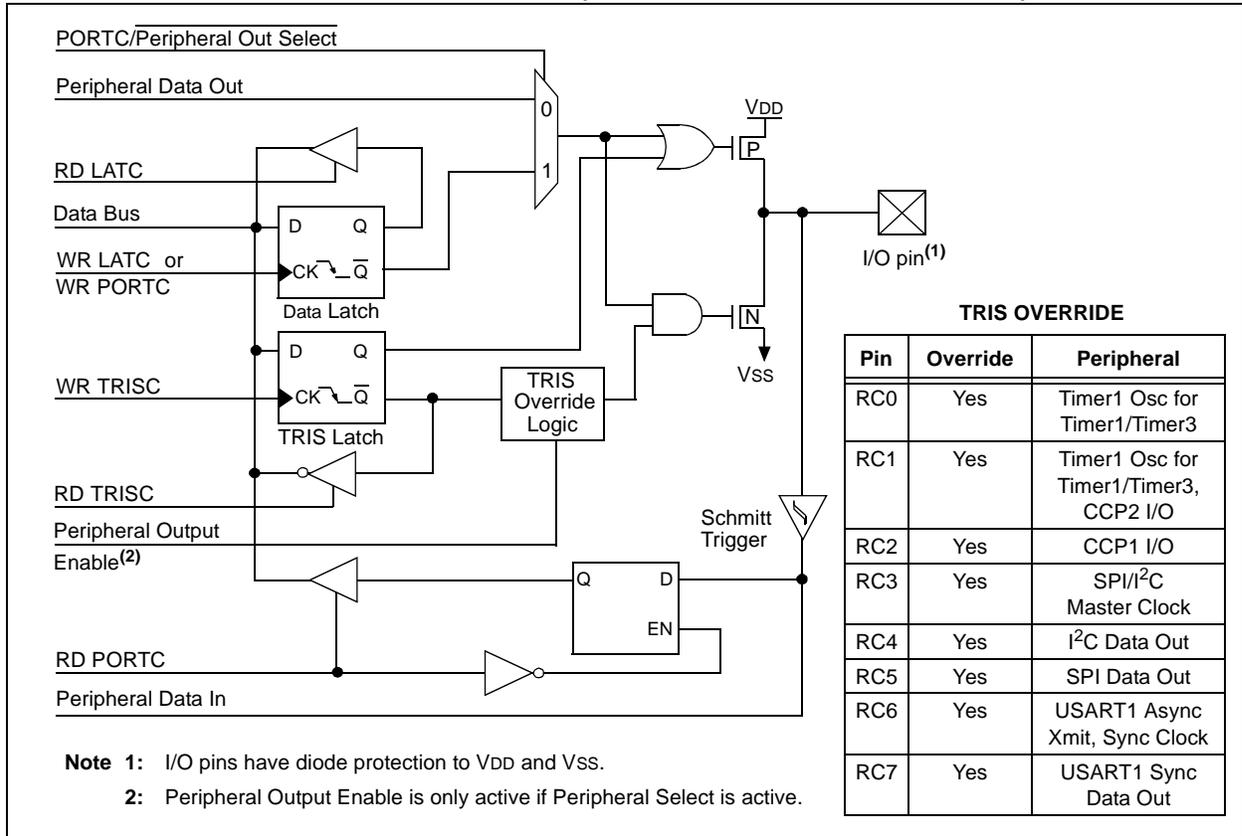 PORTC/Peripheral Out Select
Peripheral Data Out
0
VDD
P
RD LATC
1
Data Bus
D Q
I/O pin(1)
WR LATC or
WR PORTC
CK Q
Data Latch
N
VSS
D Q
WR TRISC
CK Q
TRIS Latch
TRIS
Override
Logic
RD TRISC
Peripheral Output
Enable(2)
Schmitt
Trigger
Q D
EN
RD PORTC
Peripheral Data In
TRIS OVERRIDE
Pin Override Peripheral
RC0 Yes Timer1 Osc for
Timer1/Timer3
RC1 Yes Timer1 Osc for
Timer1/Timer3,
CCP2 I/O
RC2 Yes CCP1 I/O
RC3 Yes SPI/I2C
Master Clock
RC4 Yes I2C Data Out
RC5 Yes SPI Data Out
RC6 Yes USART1 Async
Xmit, Sync Clock
RC7 Yes USART1 Sync
Data Out
Note 1: I/O pins have diode protection to VDD and VSS.
2: Peripheral Output Enable is only active if Peripheral Select is active.